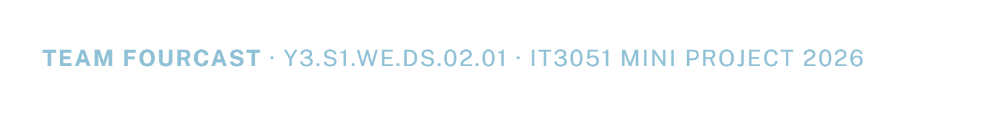 TEAM FOURCAST · Y3.S1.WE.DS.02.01 · IT3051 MINI PROJECT 2026